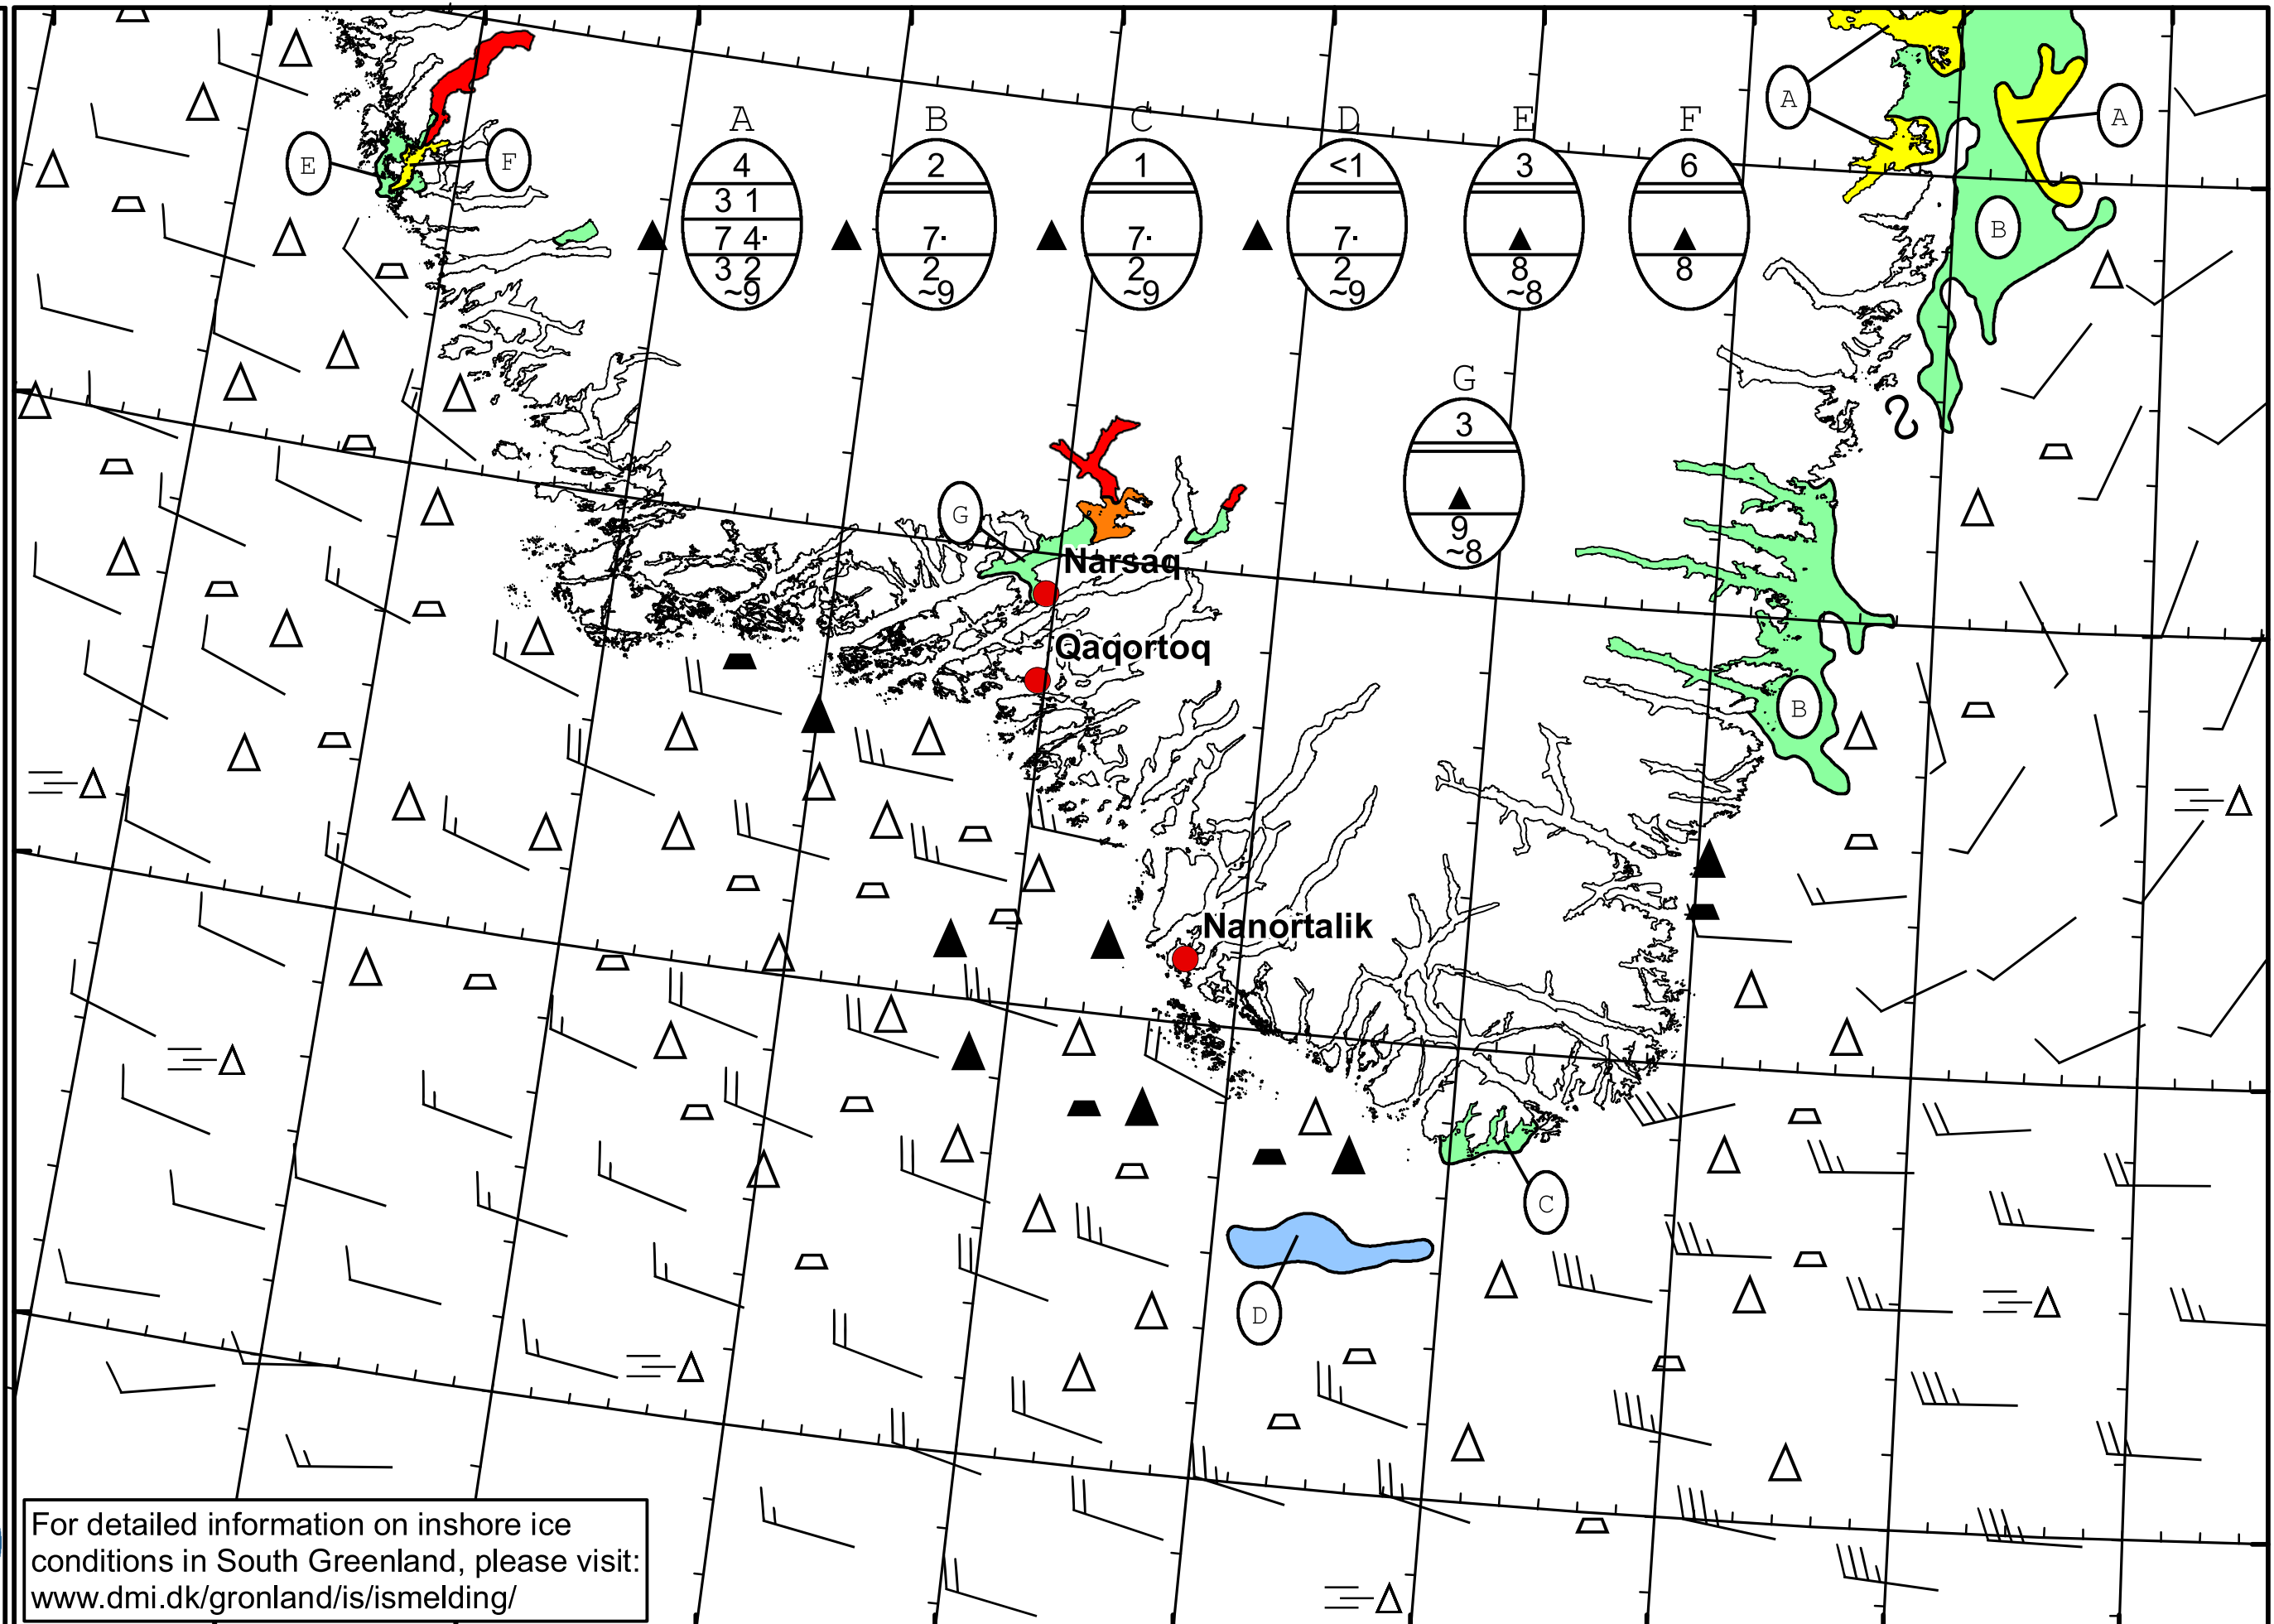 A
A
E
F
A B C D E F
4 2 1 <1 3 6
3 1
7 4· 7· 7· 7· ▲ ▲
3 2 2 2 2 8 8
~9 ~9 ~9 ~9 ~8
B
G
3
▲
9
~8
G
Narsaq
Qaqortoq
B
Nanortalik
C
D
For detailed information on inshore ice
conditions in South Greenland, please visit:
www.dmi.dk/gronland/is/ismelding/